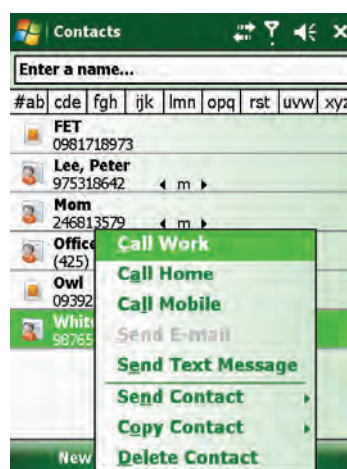 Contacts
Enter a name...
#ab cde fgh ijk lmn opq rst uvw xyz
FET
0981718973
Lee, Peter
975318642 m
Mom
246813579 m
Office
(425)
Owl
09392
White
98765
Call Work
Call Home
Call Mobile
Send E-mail
Send Text Message
Send Contact
Copy Contact
Delete Contact
New